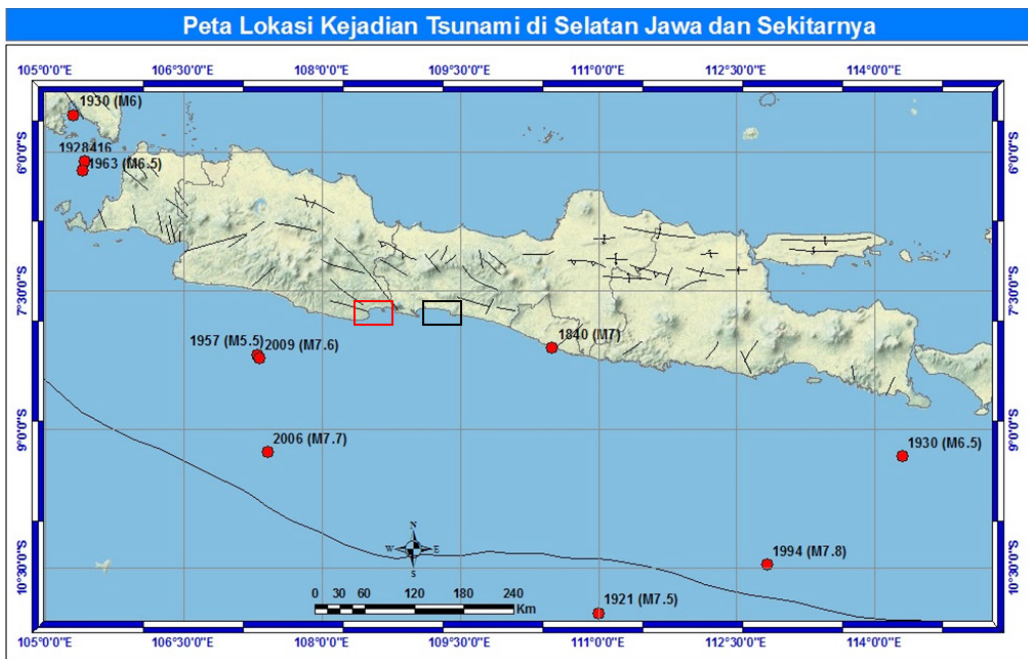 Peta Lokasi Kejadian Tsunami di Selatan Jawa dan Sekitarnya
105°0'0"E 106°30'0"E 108°0'0"E 109°30'0"E 111°0'0"E 112°30'0"E 114°0'0"E
1930 (M6)
6°0'0"S 6°0'0"S
1928416
1963 (M6.5)
7°30'0"S 7°30'0"S
1957 (M5.5)
2009 (M7.6)
1840 (M7)
9°0'0"S 9°0'0"S
2006 (M7.7)
1930 (M6.5)
N
W E
S
10°30'0"S 10°30'0"S
1994 (M7.8)
0 30 60 120 180 240
Km
1921 (M7.5)
105°0'0"E 106°30'0"E 108°0'0"E 109°30'0"E 111°0'0"E 112°30'0"E 114°0'0"E